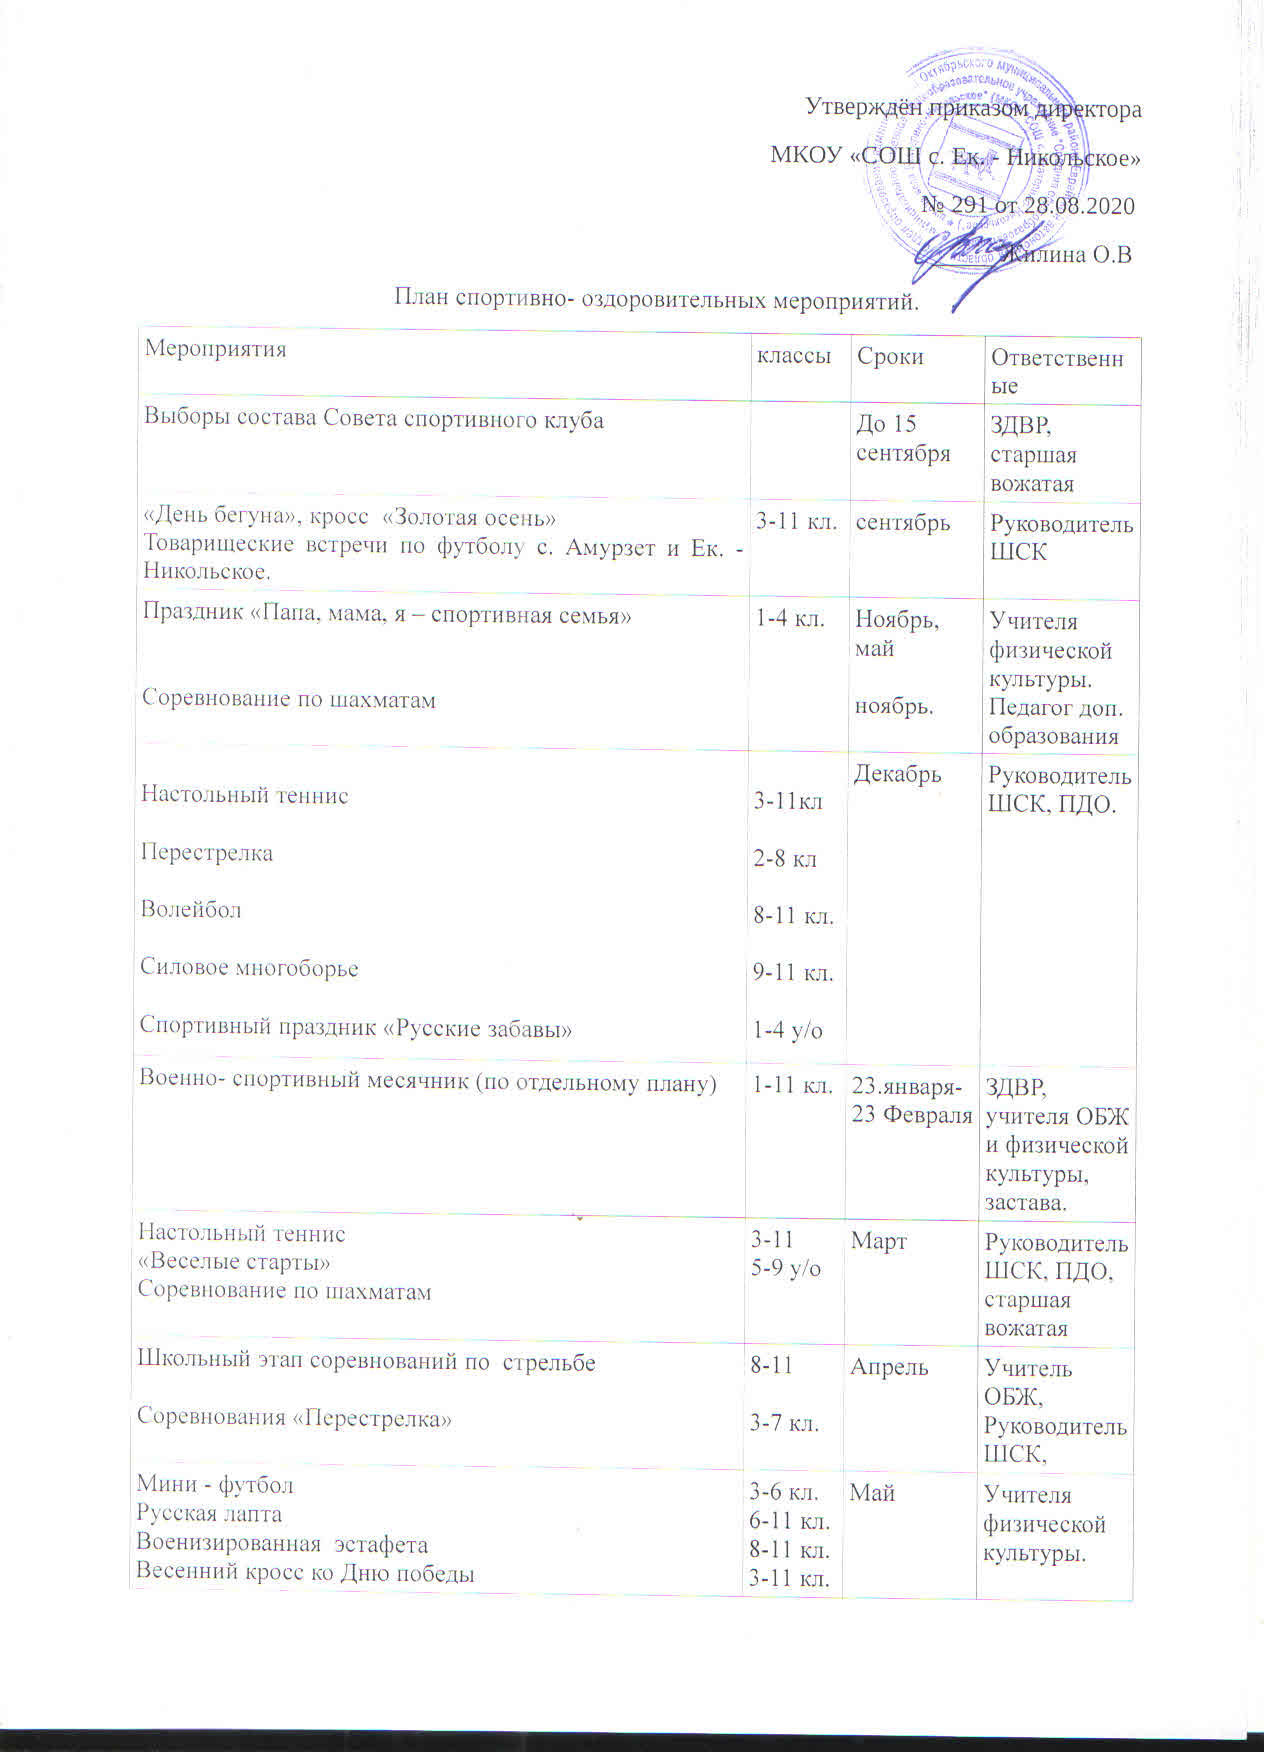 Утверждён приказом директора
МКОУ «СОШ с. Ек. - Никольское»
№ 291 от 28.08.2020
Жилина О.В
План спортивно- оздоровительных мероприятий.
Мероприятия
классы
Сроки
Ответственн
ые
Выборы состава Совета спортивного клуба
До 15
сентября
ЗДВР,
старшая
вожатая
«День бегуна», кросс «Золотая осень»
Товарищеские встречи по футболу с. Амурзет и Ек. -
Никольское.
3-11 кл.
сентябрь
Руководитель
ШСК
Праздник «Папа, мама, я – спортивная семья»
Соревнование по шахматам
1-4 кл.
Ноябрь,
май
ноябрь.
Учителя
физической
культуры.
Педагог доп.
образования
Настольный теннис
Перестрелка
Волейбол
Силовое многоборье
Спортивный праздник «Русские забавы»
3-11кл
2-8 кл
8-11 кл.
9-11 кл.
1-4 у/о
Декабрь
Руководитель
ШСК, ПДО.
Военно- спортивный месячник (по отдельному плану)
1-11 кл.
23.января-
23 Февраля
ЗДВР,
учителя ОБЖ
и физической
культуры,
застава.
Настольный теннис
«Веселые старты»
Соревнование по шахматам
3-11
5-9 у/о
Март
Руководитель
ШСК, ПДО,
старшая
вожатая
Школьный этап соревнований по стрельбе
Соревнования «Перестрелка»
8-11
3-7 кл.
Апрель
Учитель
ОБЖ,
Руководитель
ШСК,
Мини - футбол
Русская лапта
Военизированная эстафета
Весенний кросс ко Дню победы
3-6 кл.
6-11 кл.
8-11 кл.
3-11 кл.
Май
Учителя
физической
культуры.